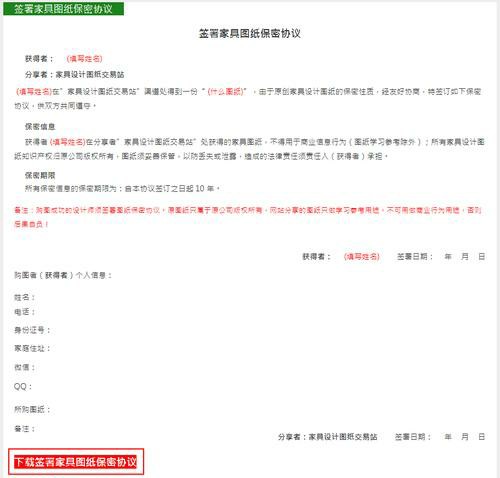 签署家具图纸保密协议
签署家具图纸保密协议
获得者： (填写姓名)
分享者：家具设计图纸交易站
(填写姓名)在"家具设计图纸交易站"渠道处得到一份"(什么图纸)"，由于原创家具设计图纸的保密性质，经友好协商，特签订如下保密
协议，供双方共同遵守。
保密信息
获得者(填写姓名)在分享者"家具设计图纸交易站"处获得的家具图纸，不得用于商业信息行为（图纸学习参考除外）；所有家具设计图
纸知识产权归原公司版权所有，图纸须妥善保管，以防丢失或泄露，造成的法律责任须责任人（获得者）承担。
保密期限
所有保密信息的保密期限为：自本协议签订之日起 10 年。
备注：购图成功的设计师须签署图纸保密协议。原图纸只属于原公司版权所有，网站分享的图纸只做学习参考用途，不可用做商业行为用途，否则
后果自负！
获得者： (填写姓名) 签署日期： 年 月 日
购图者（获得者）个人信息：
姓名：
电话：
身份证号：
家庭住址：
微信：
QQ：
所购图纸：
备注：
分享者：家具设计图纸交易站 签署日期： 年 月 日
下载签署家具图纸保密协议